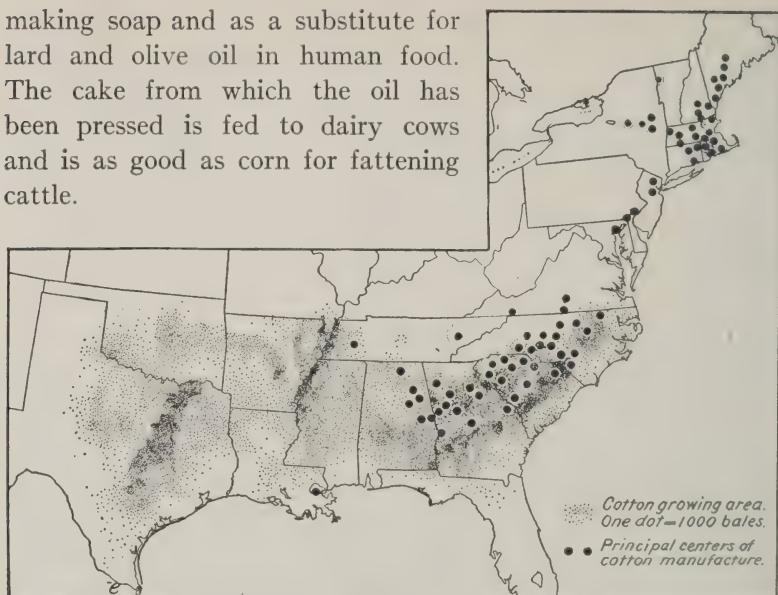 making soap and as a substitute for
lard and olive oil in human food.
The cake from which the oil has
been pressed is fed to dairy cows
and is as good as corn for fattening
cattle.
Cotton growing area.
One dot=1000 bales.
Principal centers of
cotton manufacture.